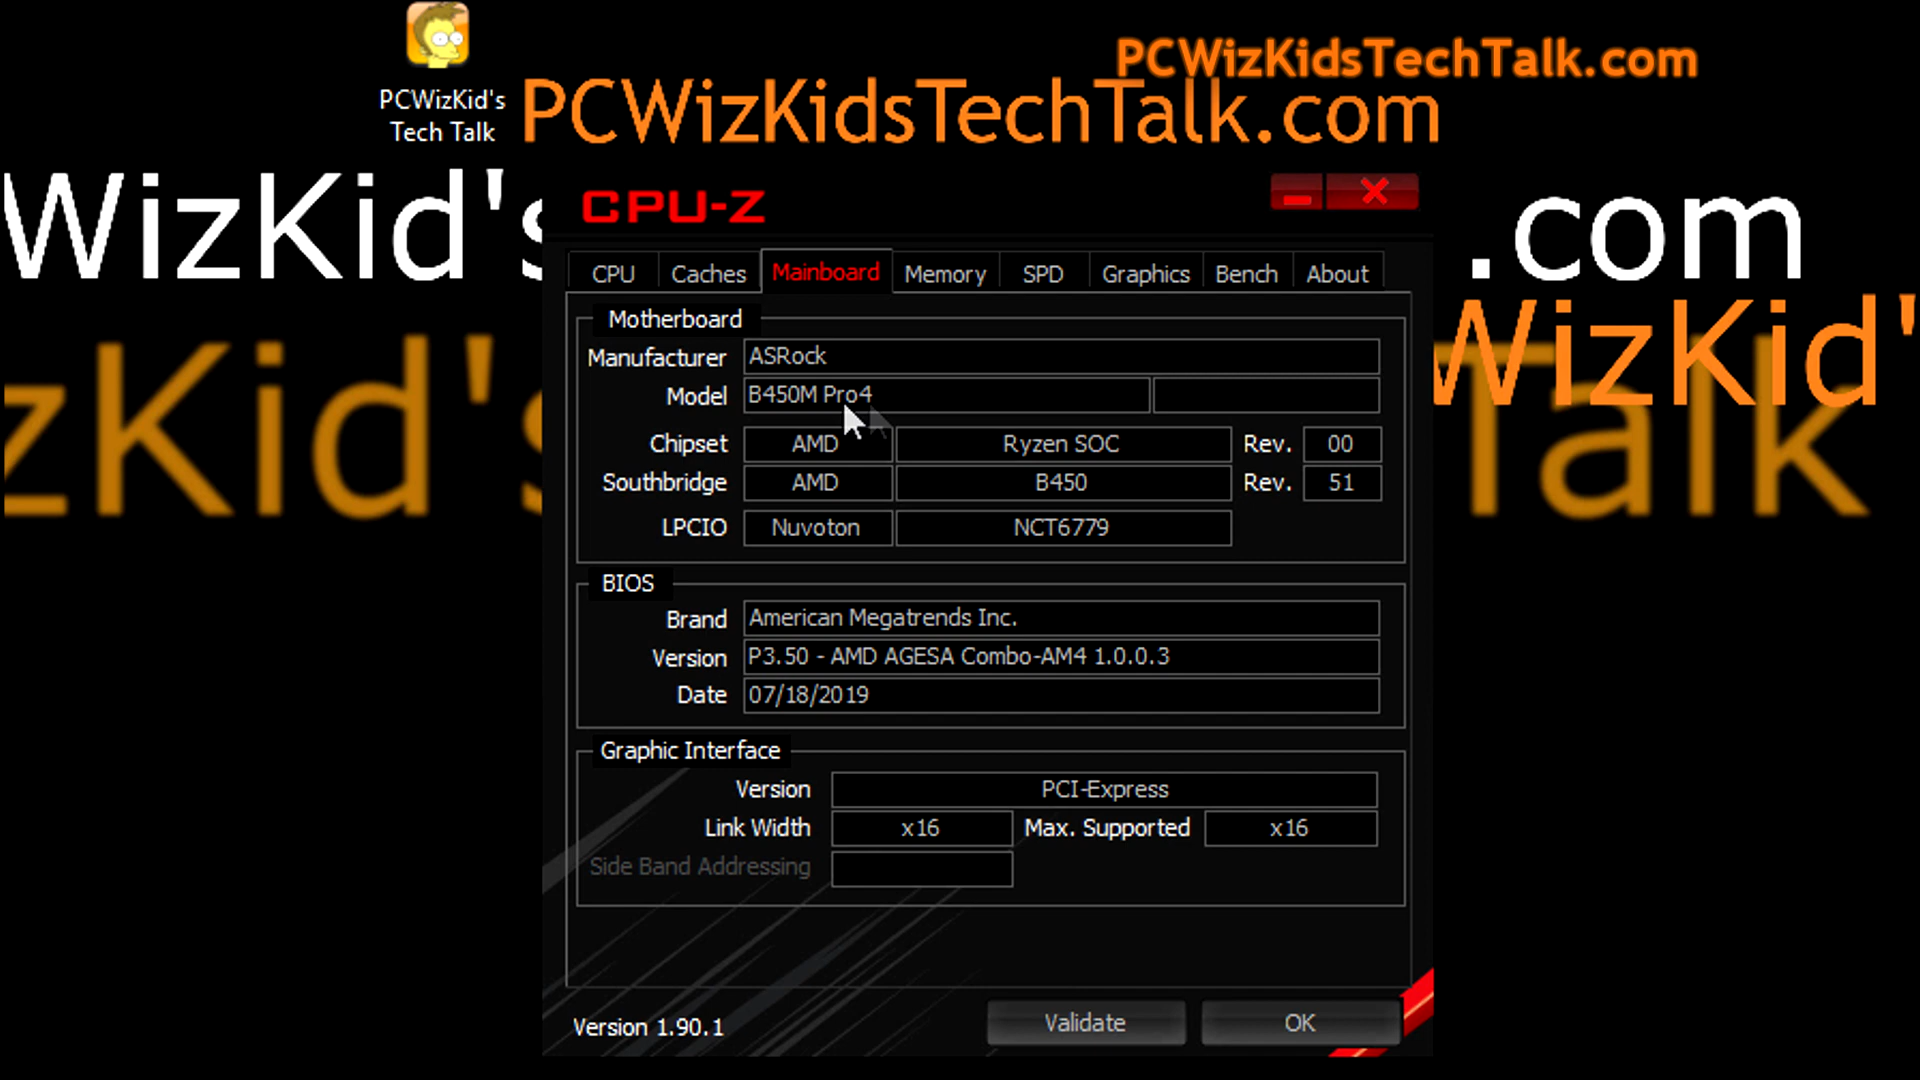 PCWizKid's
Tech Talk
PCWizKidsTechTalk.com
PCWizKidsTechTalk.com
WizKid's
.com
zKid's
WizKid'
Talk
CPU-Z
CPU Caches Mainboard Memory SPD Graphics Bench About
Motherboard
Manufacturer ASRock
Model B450M Pro4
Chipset AMD Ryzen SOC Rev. 00
Southbridge AMD B450 Rev. 51
LPCIO Nuvoton NCT6779
BIOS
Brand American Megatrends Inc.
Version P3.50 - AMD AGESA Combo-AM4 1.0.0.3
Date 07/18/2019
Graphic Interface
Version PCI-Express
Link Width x16 Max. Supported x16
Side Band Addressing
Version 1.90.1 Validate OK